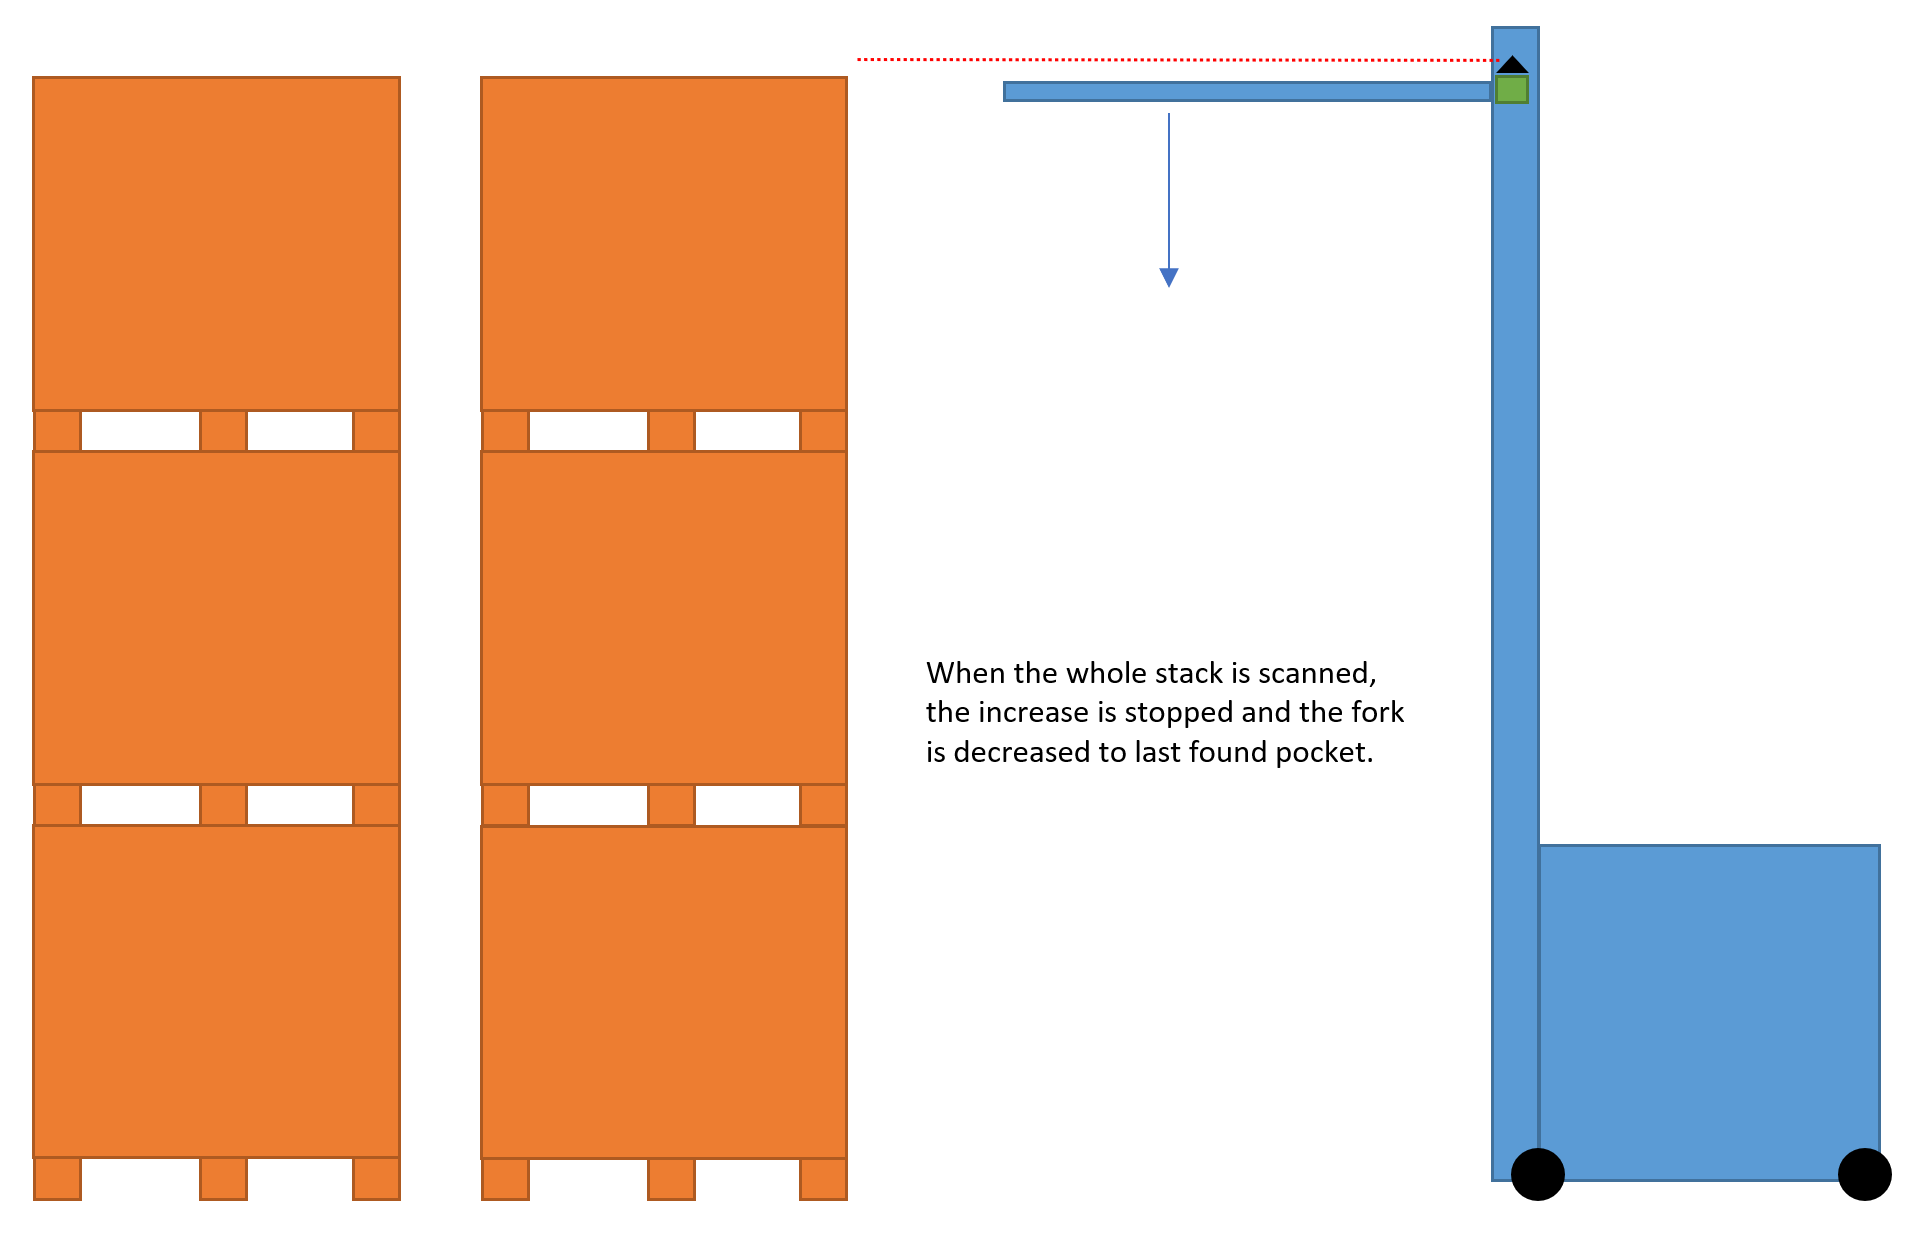 When the whole stack is scanned,
the increase is stopped and the fork
is decreased to last found pocket.